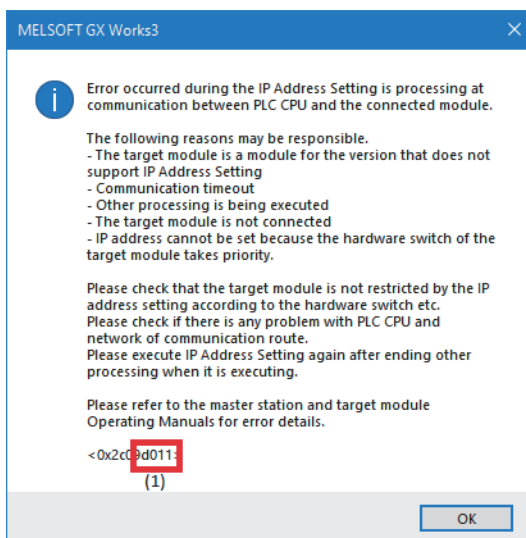 MELSOFT GX Works3
Error occurred during the IP Address Setting is processing at
communication between PLC CPU and the connected module.
The following reasons may be responsible.
- The target module is a module for the version that does not
support IP Address Setting
- Communication timeout
- Other processing is being executed
- The target module is not connected
- IP address cannot be set because the hardware switch of the
target module takes priority.
Please check that the target module is not restricted by the IP
address setting according to the hardware switch etc.
Please check if there is any problem with PLC CPU and
network of communication route.
Please execute IP Address Setting again after ending other
processing when it is executing.
Please refer to the master station and target module
Operating Manuals for error details.
<0x2c09d011>
(1)
OK